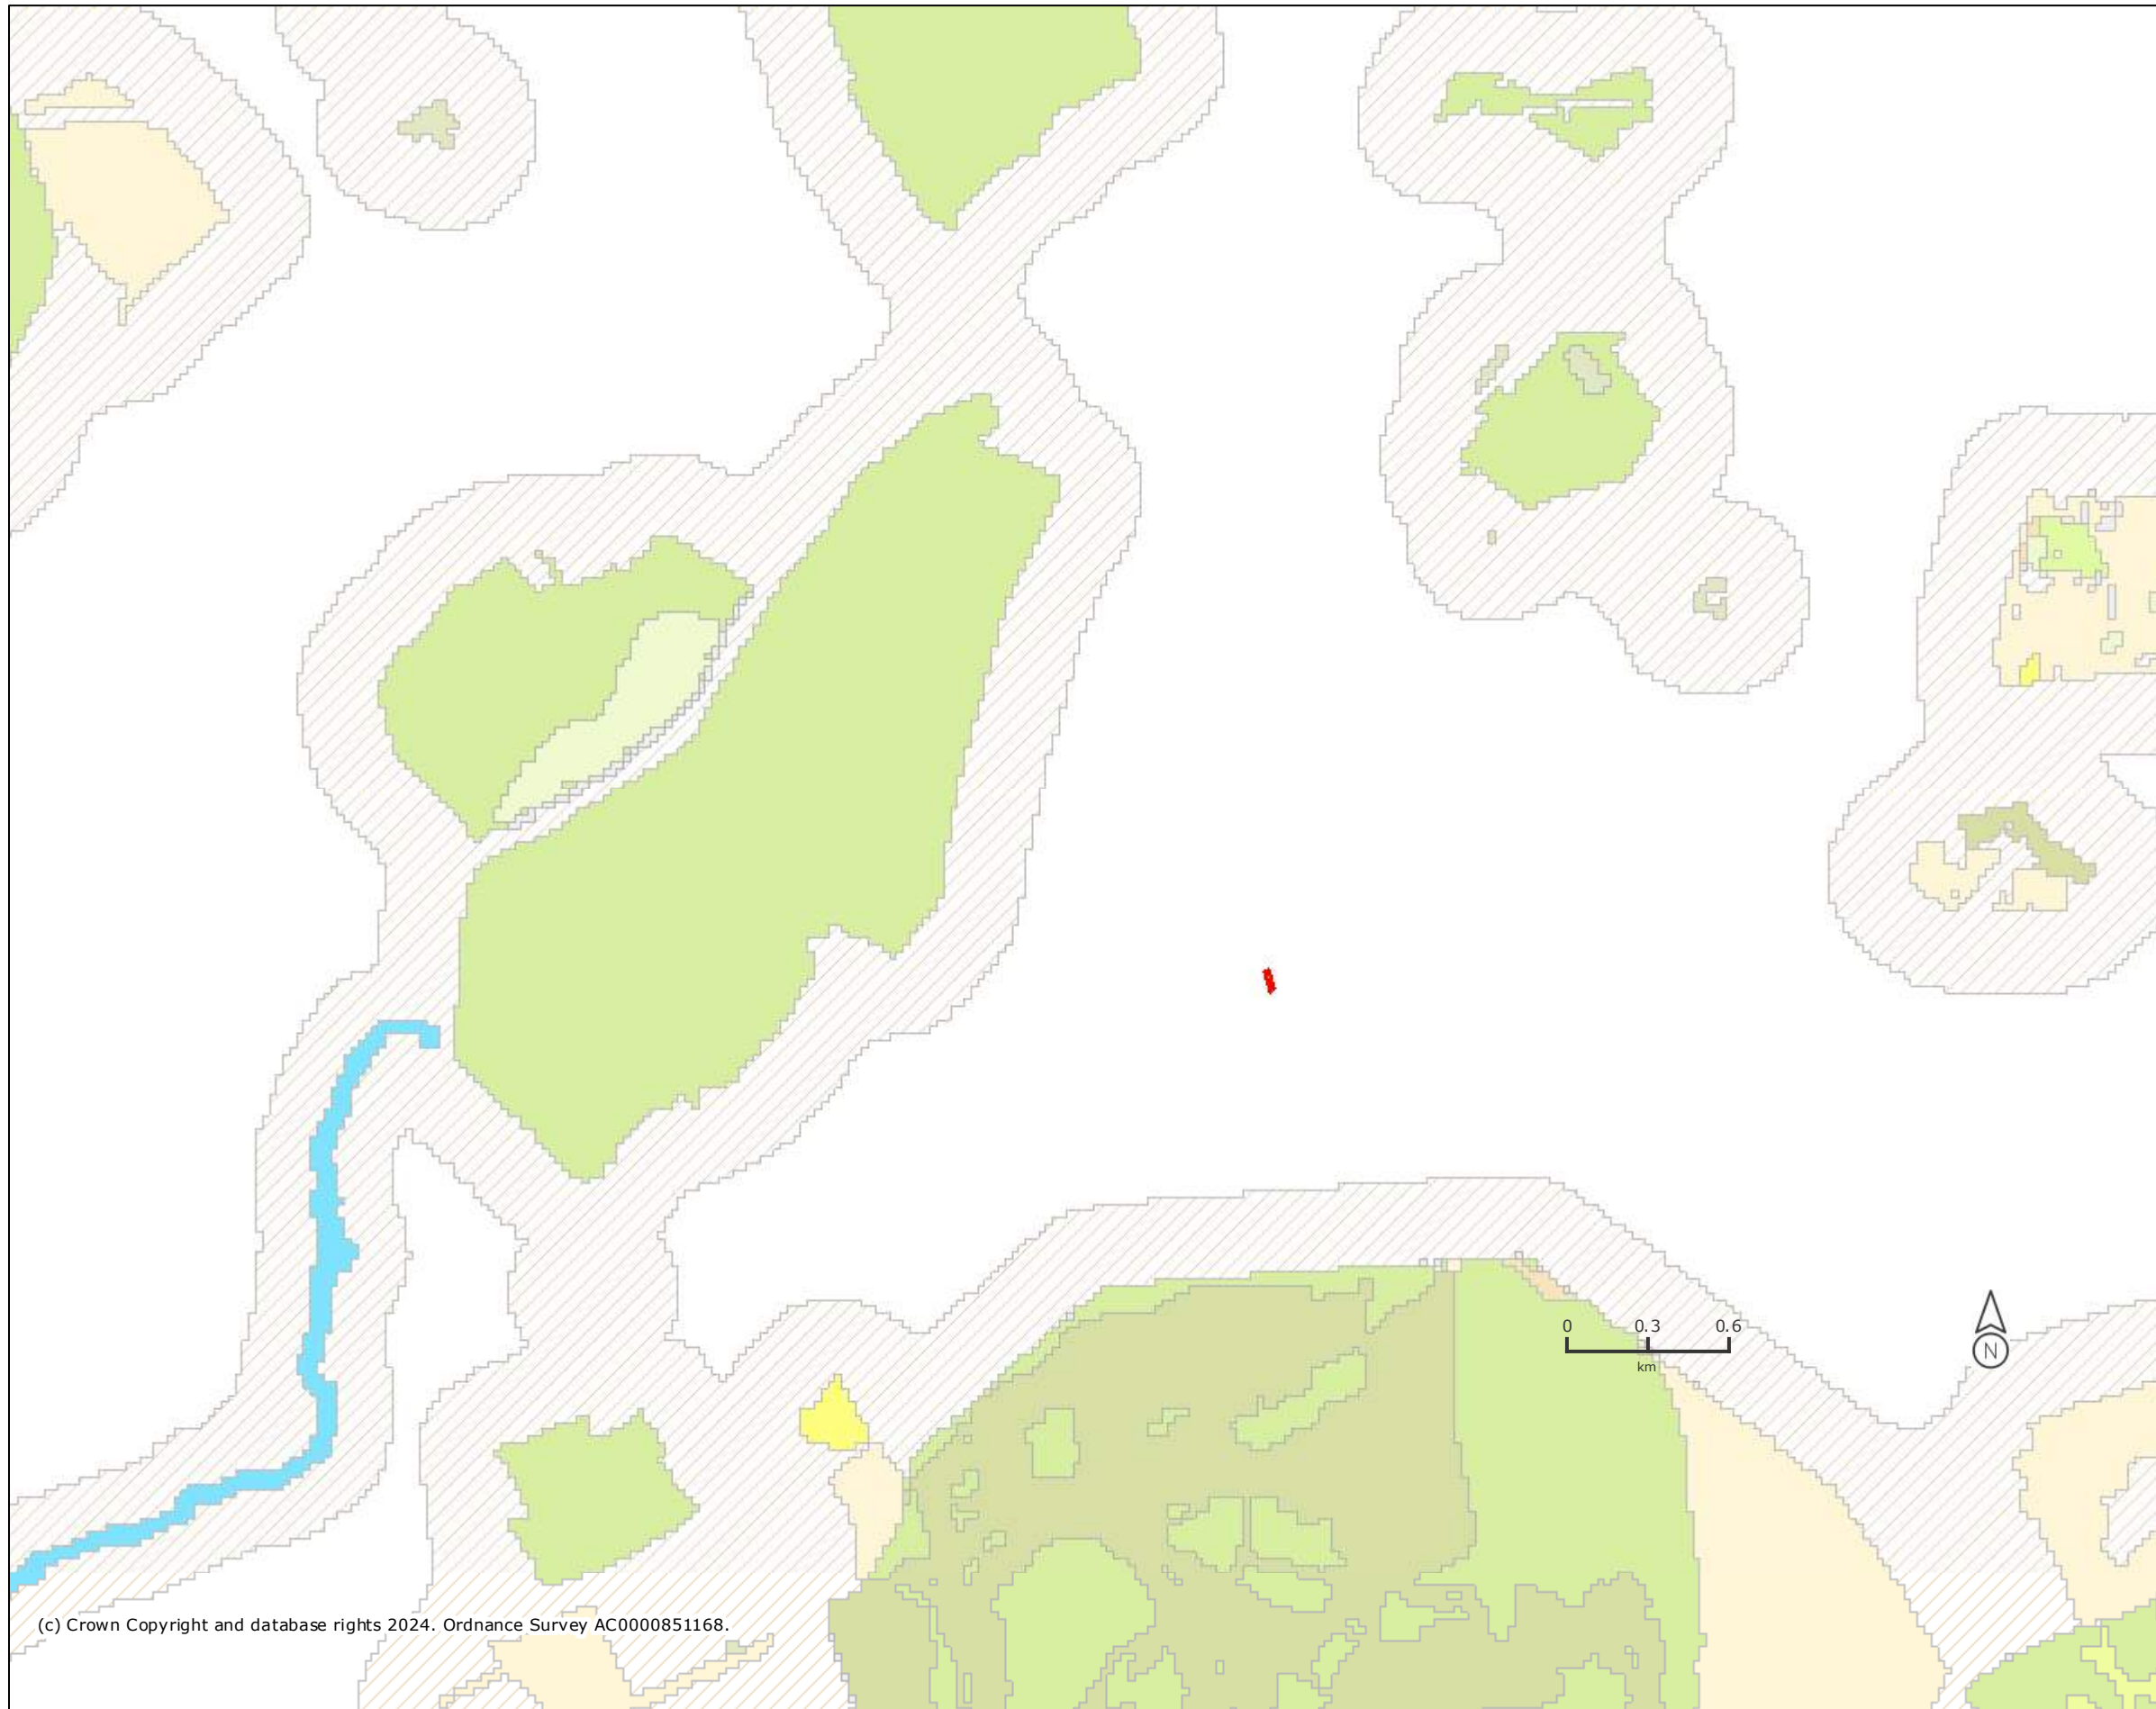 0 0.3 0.6
km
N
(c) Crown Copyright and database rights 2024. Ordnance Survey AC0000851168.